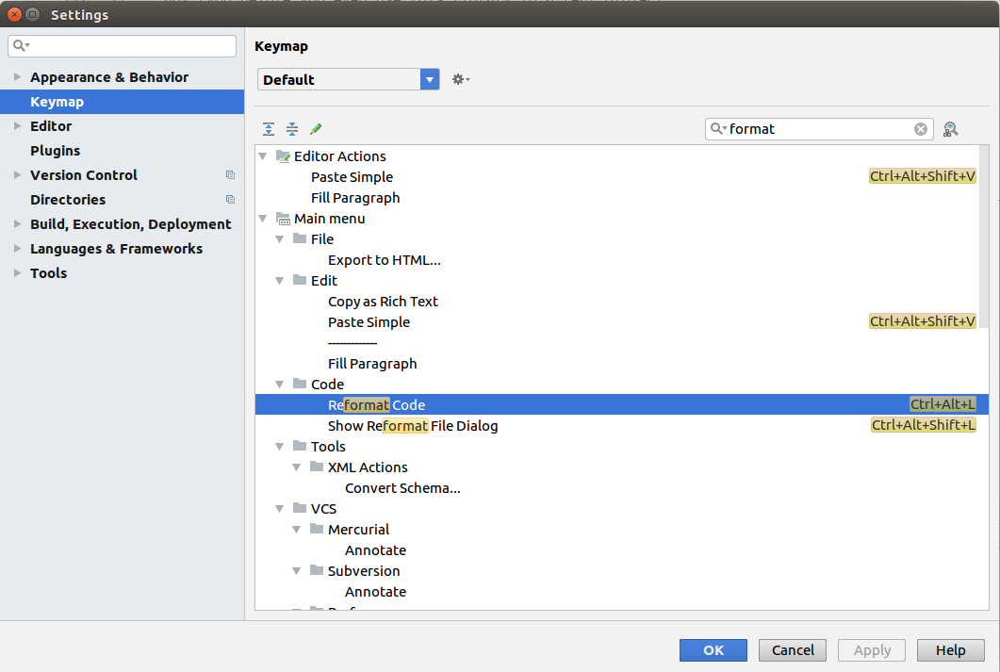 Settings
Appearance & Behavior
Keymap
Editor
Plugins
Version Control
Directories
Build, Execution, Deployment
Languages & Frameworks
Tools
Keymap
Default
format
Editor Actions
Paste Simple Ctrl+Alt+Shift+V
Fill Paragraph
Main menu
File
Export to HTML...
Edit
Copy as Rich Text
Paste Simple Ctrl+Alt+Shift+V
-------------
Fill Paragraph
Code
Reformat Code Ctrl+Alt+L
Show Reformat File Dialog Ctrl+Alt+Shift+L
Tools
XML Actions
Convert Schema...
VCS
Mercurial
Annotate
Subversion
Annotate
OK Cancel Apply Help